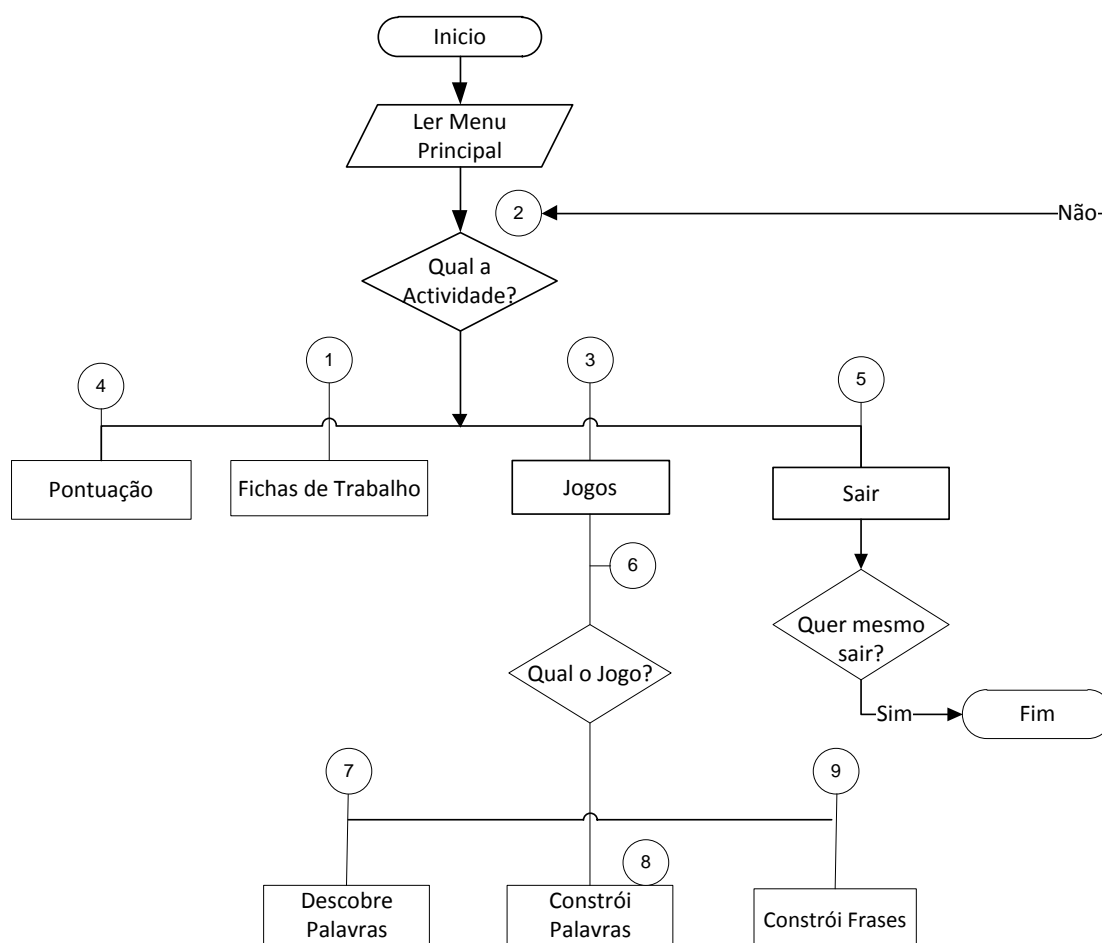 Inicio
Ler Menu
Principal
2
Não
Qual a
Actividade?
1
3
4
5
Pontuação
Fichas de Trabalho
Jogos
Sair
6
Quer mesmo
sair?
Qual o Jogo?
Sim
Fim
7
9
8
Descobre
Palavras
Constrói
Palavras
Constrói Frases